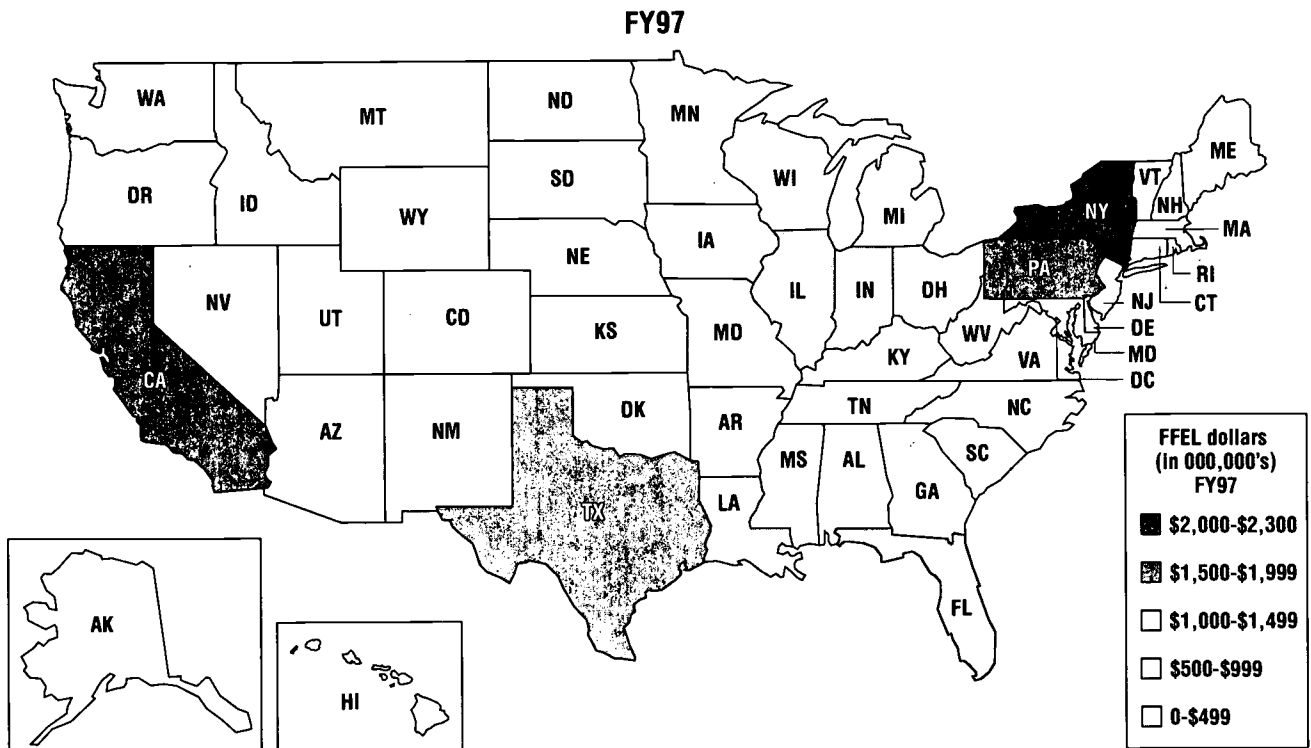 FY97
WA
MT
ND
MN
ME
OR
ID
SD
WI
VT
NH
WY
MI
NY
MA
IA
NE
PA
RI
NV
UT
CO
IL
IN
OH
NJ
CT
KS
MO
WV
DE
KY
VA
MD
CA
DC
OK
TN
NC
AZ
NM
AR
SC
MS
AL
GA
TX
LA
FL
AK
HI
FFEL dollars
(in 000,000's)
FY97
$2,000-$2,300
$1,500-$1,999
$1,000-$1,499
$500-$999
0-$499